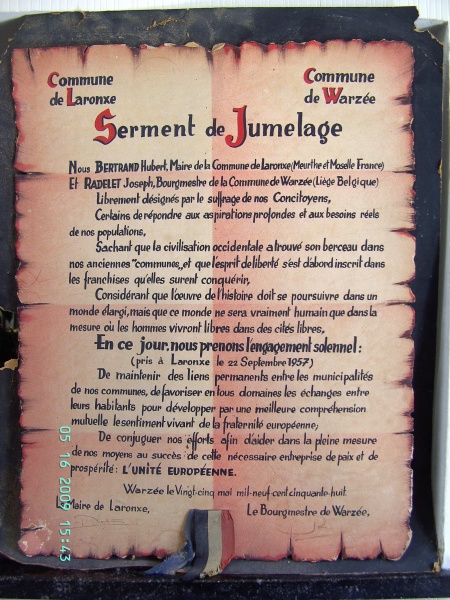 Commune
de Laronxe
Commune
de Warzée
Serment de Jumelage
Nous BERTRAND Hubert, Maire de la Commune de Laronxe (Meurthe et Moselle France)
Et RADELET Joseph, Bourgmestre de la Commune de Warzée (Liège Belgique)
Librement désignés par le suffrage de nos Concitoyens,
Certains de répondre aux aspirations profondes et aux besoins réels
de nos populations,
Sachant que la civilisation occidentale a trouvé son berceau dans
nos anciennes "communes", et que l'esprit de liberté s'est d'abord inscrit dans
les franchises qu'elles surent conquérir,
Considérant que l'œuvre de l'histoire doit se poursuivre dans un
monde élargi, mais que ce monde ne sera vraiment humain que dans la
mesure où les hommes vivront libres dans des cités libres,
En ce jour, nous prenons l'engagement solennel :
(pris à Laronxe le 22 Septembre 1957)
De maintenir des liens permanents entre les municipalités
de nos communes, de favoriser en tous domaines les échanges entre
leurs habitants pour développer par une meilleure compréhension
mutuelle le sentiment vivant de la fraternité européenne;
De conjuguer nos efforts afin d'aider dans la pleine mesure
de nos moyens au succès de cette nécessaire entreprise de paix et de
prospérité: L'UNITÉ EUROPÉENNE.
Warzée le Vingt-cinq mai mil-neuf-cent cinquante huit
Maire de Laronxe,
Le Bourgmestre de Warzée,
05 16 2009 15:43